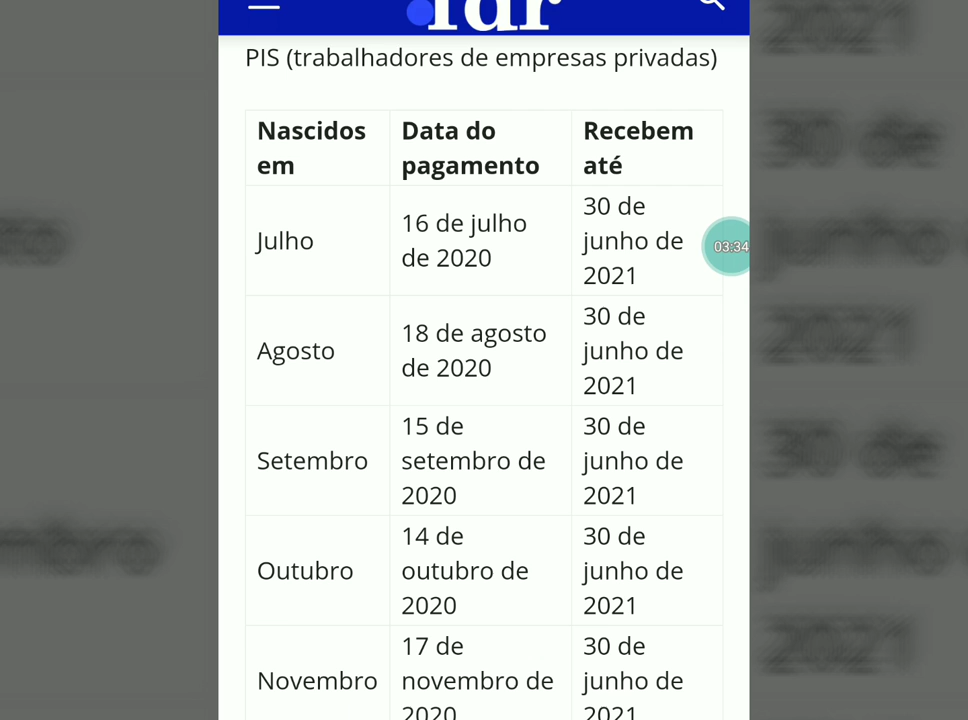 fdr
PIS (trabalhadores de empresas privadas)
Nascidos em
Data do pagamento
Recebem até
Julho
16 de julho de 2020
30 de junho de 2021
03:34
Agosto
18 de agosto de 2020
30 de junho de 2021
Setembro
15 de setembro de 2020
30 de junho de 2021
Outubro
14 de outubro de 2020
30 de junho de 2021
Novembro
17 de novembro de 2020
30 de junho de 2021